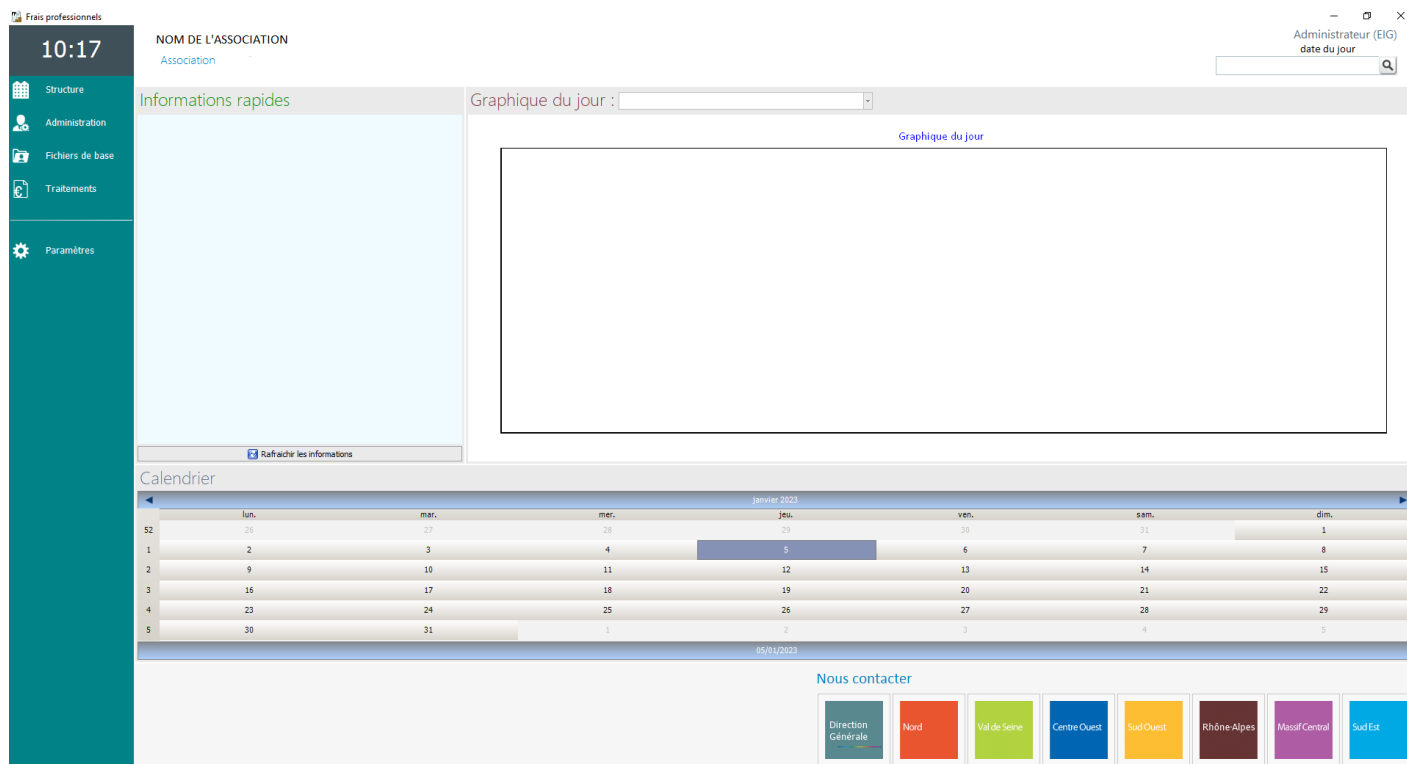 Frais professionnels
10:17
NOM DE L'ASSOCIATION
Association
Administrateur (EIG)
date du jour
Structure
Administration
Fichiers de base
Traitements
Paramètres
Informations rapides
Graphique du jour :
Graphique du jour
Rafraichir les informations
Calendrier
janvier 2023
lun. mar. mer. jeu. ven. sam. dim.
52 26 27 28 29 30 31 1
1 2 3 4 5 6 7 8
2 9 10 11 12 13 14 15
3 16 17 18 19 20 21 22
4 23 24 25 26 27 28 29
5 30 31 1 2 3 4 5
05/01/2023
Nous contacter
Direction
Générale
Nord
Val de Seine
Centre Ouest
Sud Ouest
Rhône-Alpes
Massif Central
Sud Est